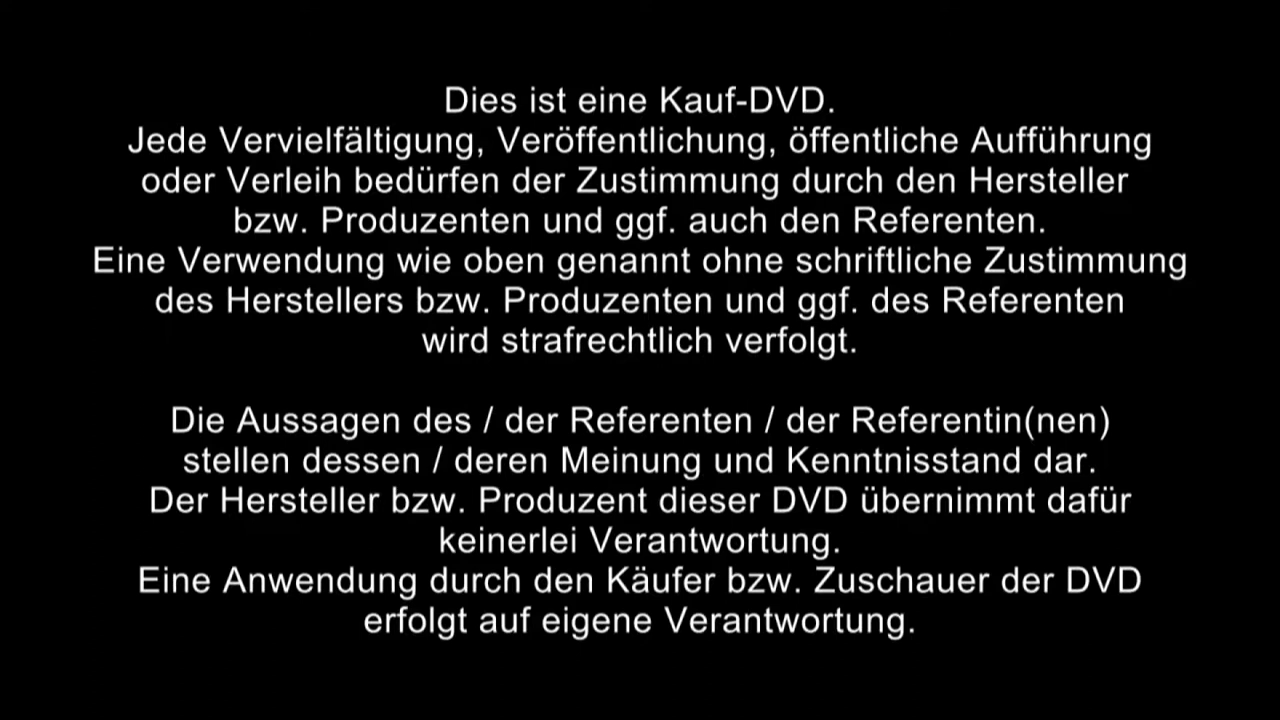 Dies ist eine Kauf-DVD.
Jede Vervielfältigung, Veröffentlichung, öffentliche Aufführung
oder Verleih bedürfen der Zustimmung durch den Hersteller
bzw. Produzenten und ggf. auch den Referenten.
Eine Verwendung wie oben genannt ohne schriftliche Zustimmung
des Herstellers bzw. Produzenten und ggf. des Referenten
wird strafrechtlich verfolgt.
Die Aussagen des / der Referenten / der Referentin(nen)
stellen dessen / deren Meinung und Kenntnisstand dar.
Der Hersteller bzw. Produzent dieser DVD übernimmt dafür
keinerlei Verantwortung.
Eine Anwendung durch den Käufer bzw. Zuschauer der DVD
erfolgt auf eigene Verantwortung.